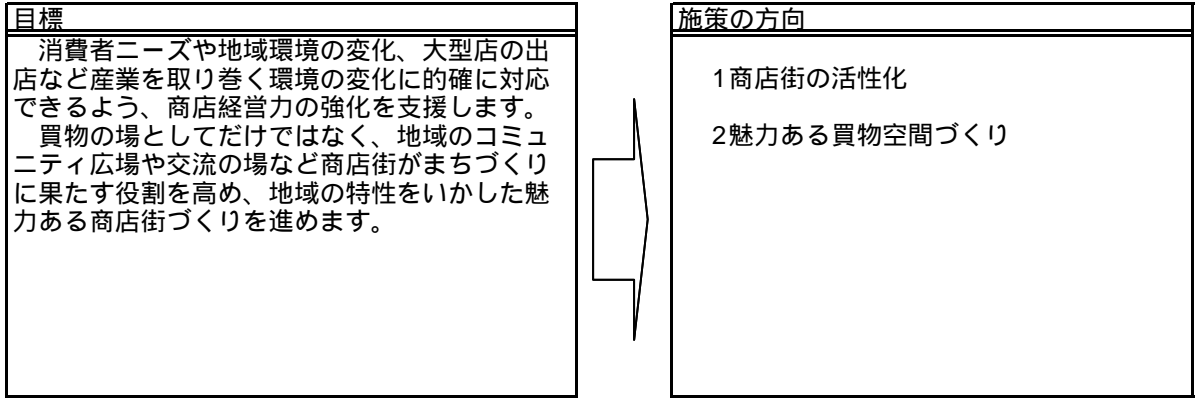 目標
　消費者ニーズや地域環境の変化、大型店の出
店など産業を取り巻く環境の変化に的確に対応
できるよう、商店経営力の強化を支援します。
　買物の場としてだけではなく、地域のコミュ
ニティ広場や交流の場など商店街がまちづくり
に果たす役割を高め、地域の特性をいかした魅
力ある商店街づくりを進めます。
施策の方向
1商店街の活性化
2魅力ある買物空間づくり